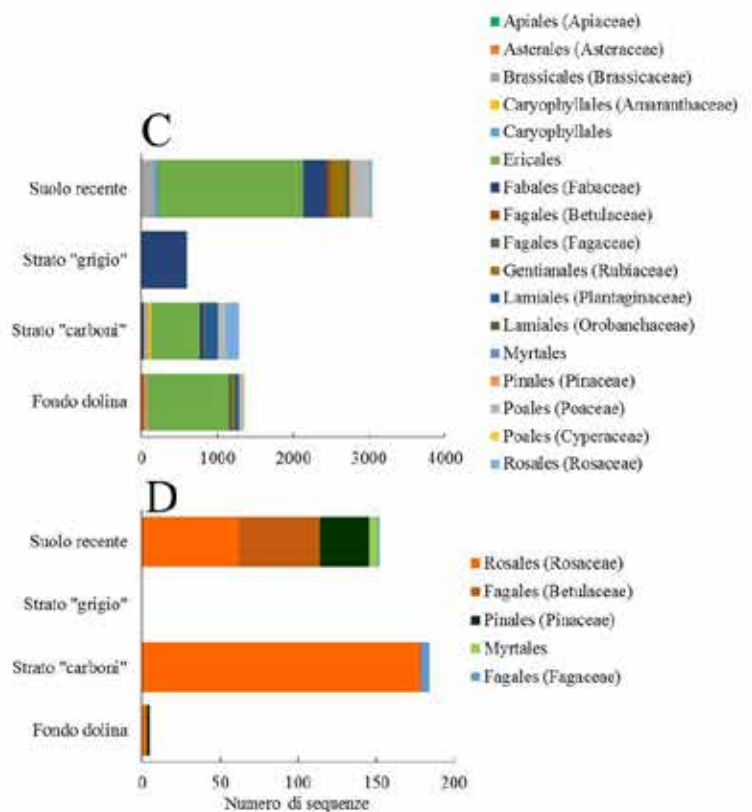 C
Suolo recente
Strato "grigio"
Strato "carboni"
Fondo dolina
0 1000 2000 3000 4000
Apiales (Apiaceae)
Asterales (Asteraceae)
Brassicales (Brassicaceae)
Caryophyllales (Amaranthaceae)
Caryophyllales
Ericales
Fabales (Fabaceae)
Fagales (Betulaceae)
Fagales (Fagaceae)
Gentianales (Rubiaceae)
Lamiales (Plantaginaceae)
Lamiales (Orobanchaceae)
Myrtales
Pinales (Pinaceae)
Poales (Poaceae)
Poales (Cyperaceae)
Rosales (Rosaceae)
D
Suolo recente
Strato "grigio"
Strato "carboni"
Fondo dolina
0 50 100 150 200
Numero di sequenze
Rosales (Rosaceae)
Fagales (Betulaceae)
Pinales (Pinaceae)
Myrtales
Fagales (Fagaceae)